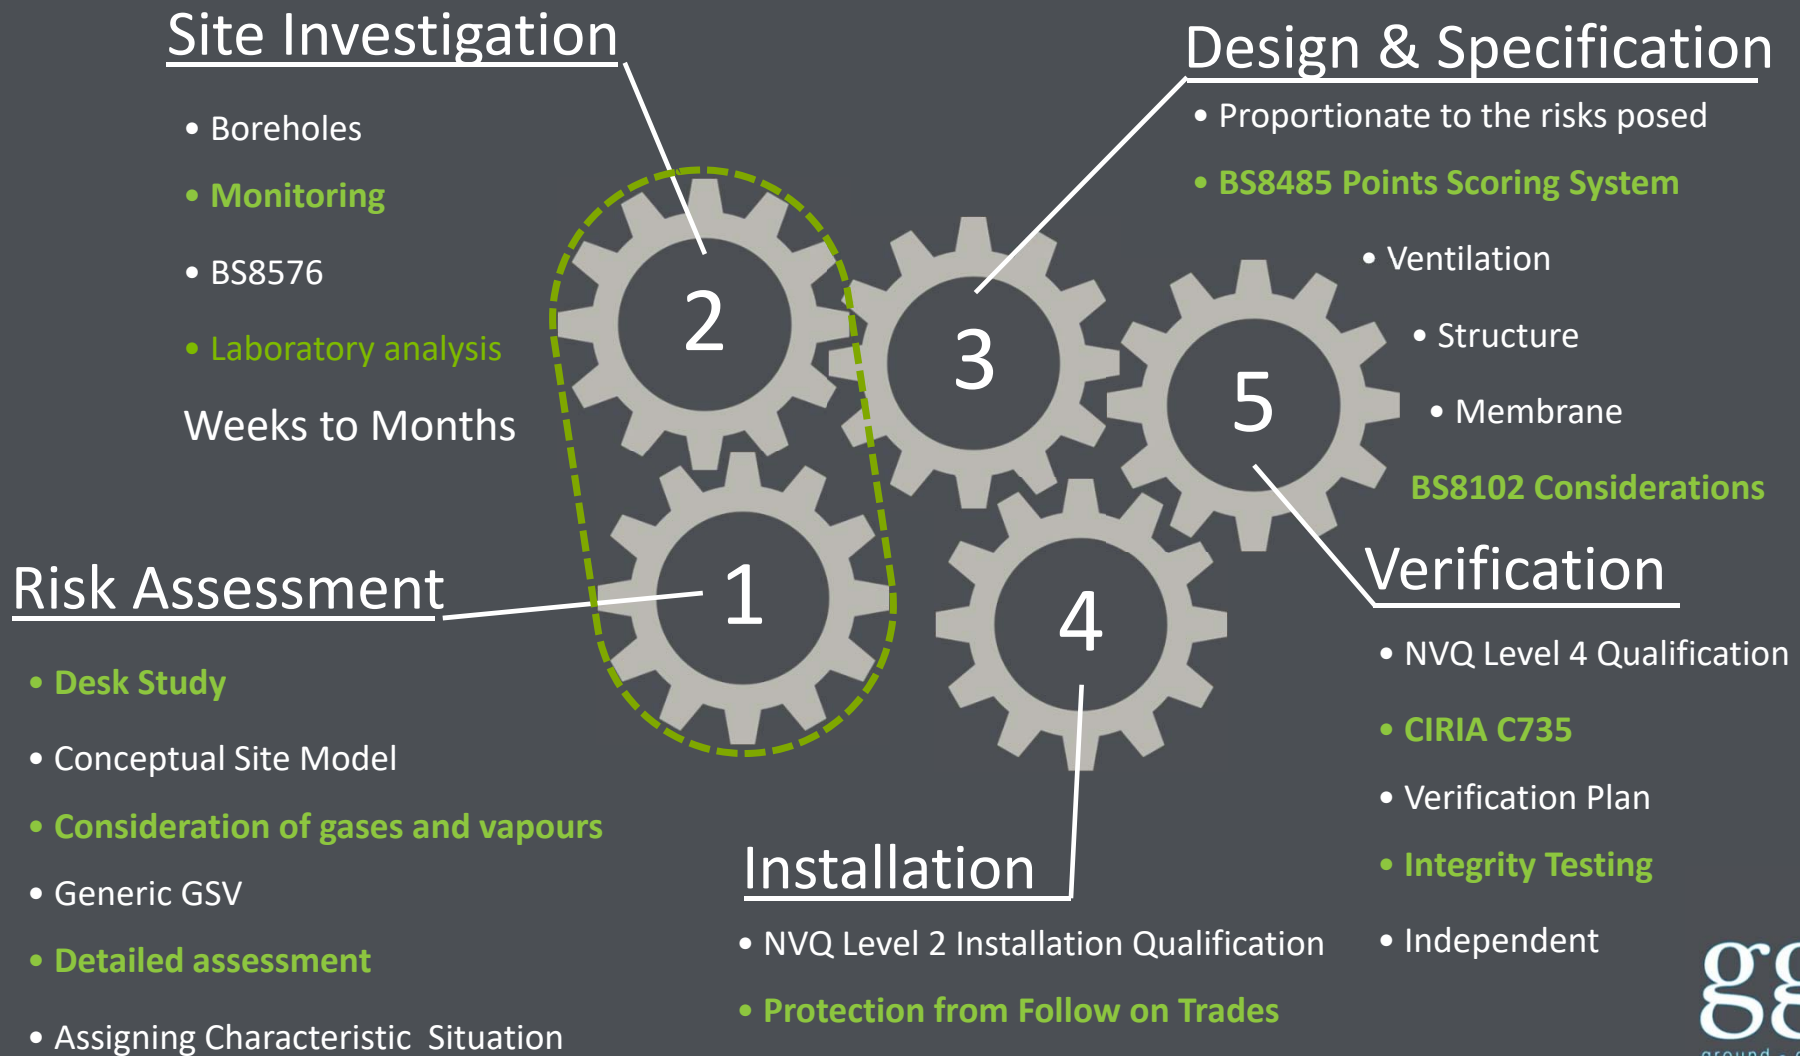 Site Investigation
• Boreholes
• Monitoring
• BS8576
• Laboratory analysis
Weeks to Months
Design & Specification
• Proportionate to the risks posed
• BS8485 Points Scoring System
• Ventilation
• Structure
• Membrane
BS8102 Considerations
2
3
5
1
4
Risk Assessment
• Desk Study
• Conceptual Site Model
• Consideration of gases and vapours
• Generic GSV
• Detailed assessment
• Assigning Characteristic  Situation
Installation
• NVQ Level 2 Installation Qualification
• Protection from Follow on Trades
Verification
• NVQ Level 4 Qualification
• CIRIA C735
• Verification Plan
• Integrity Testing
• Independent